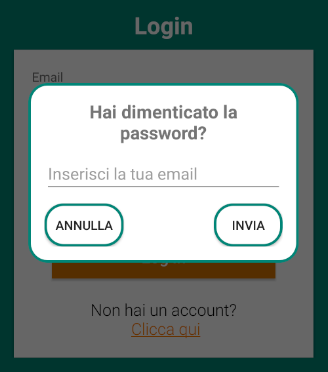 Login
Email
Hai dimenticato la
password?
Inserisci la tua email
ANNULLA
INVIA
Non hai un account?
Clicca qui